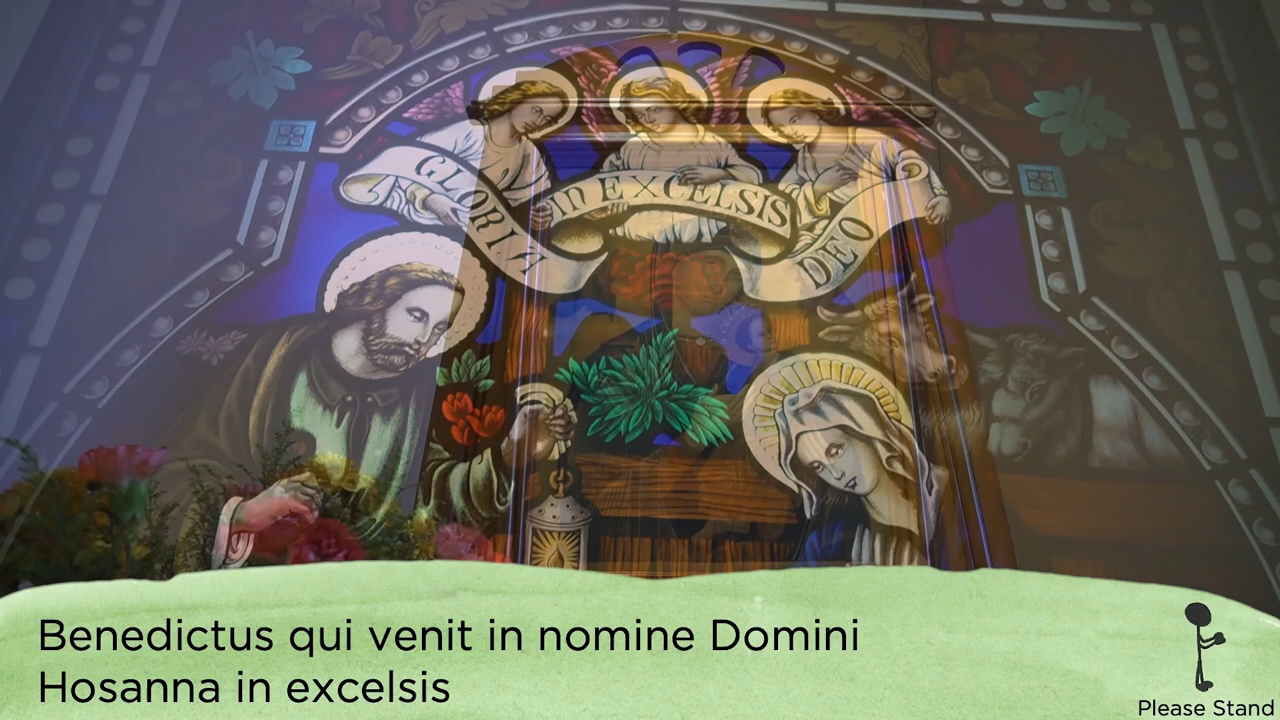 GLORIA
in EXCELSIS
DEO
Benedictus qui venit in nomine Domini
Hosanna in excelsis
Please Stand